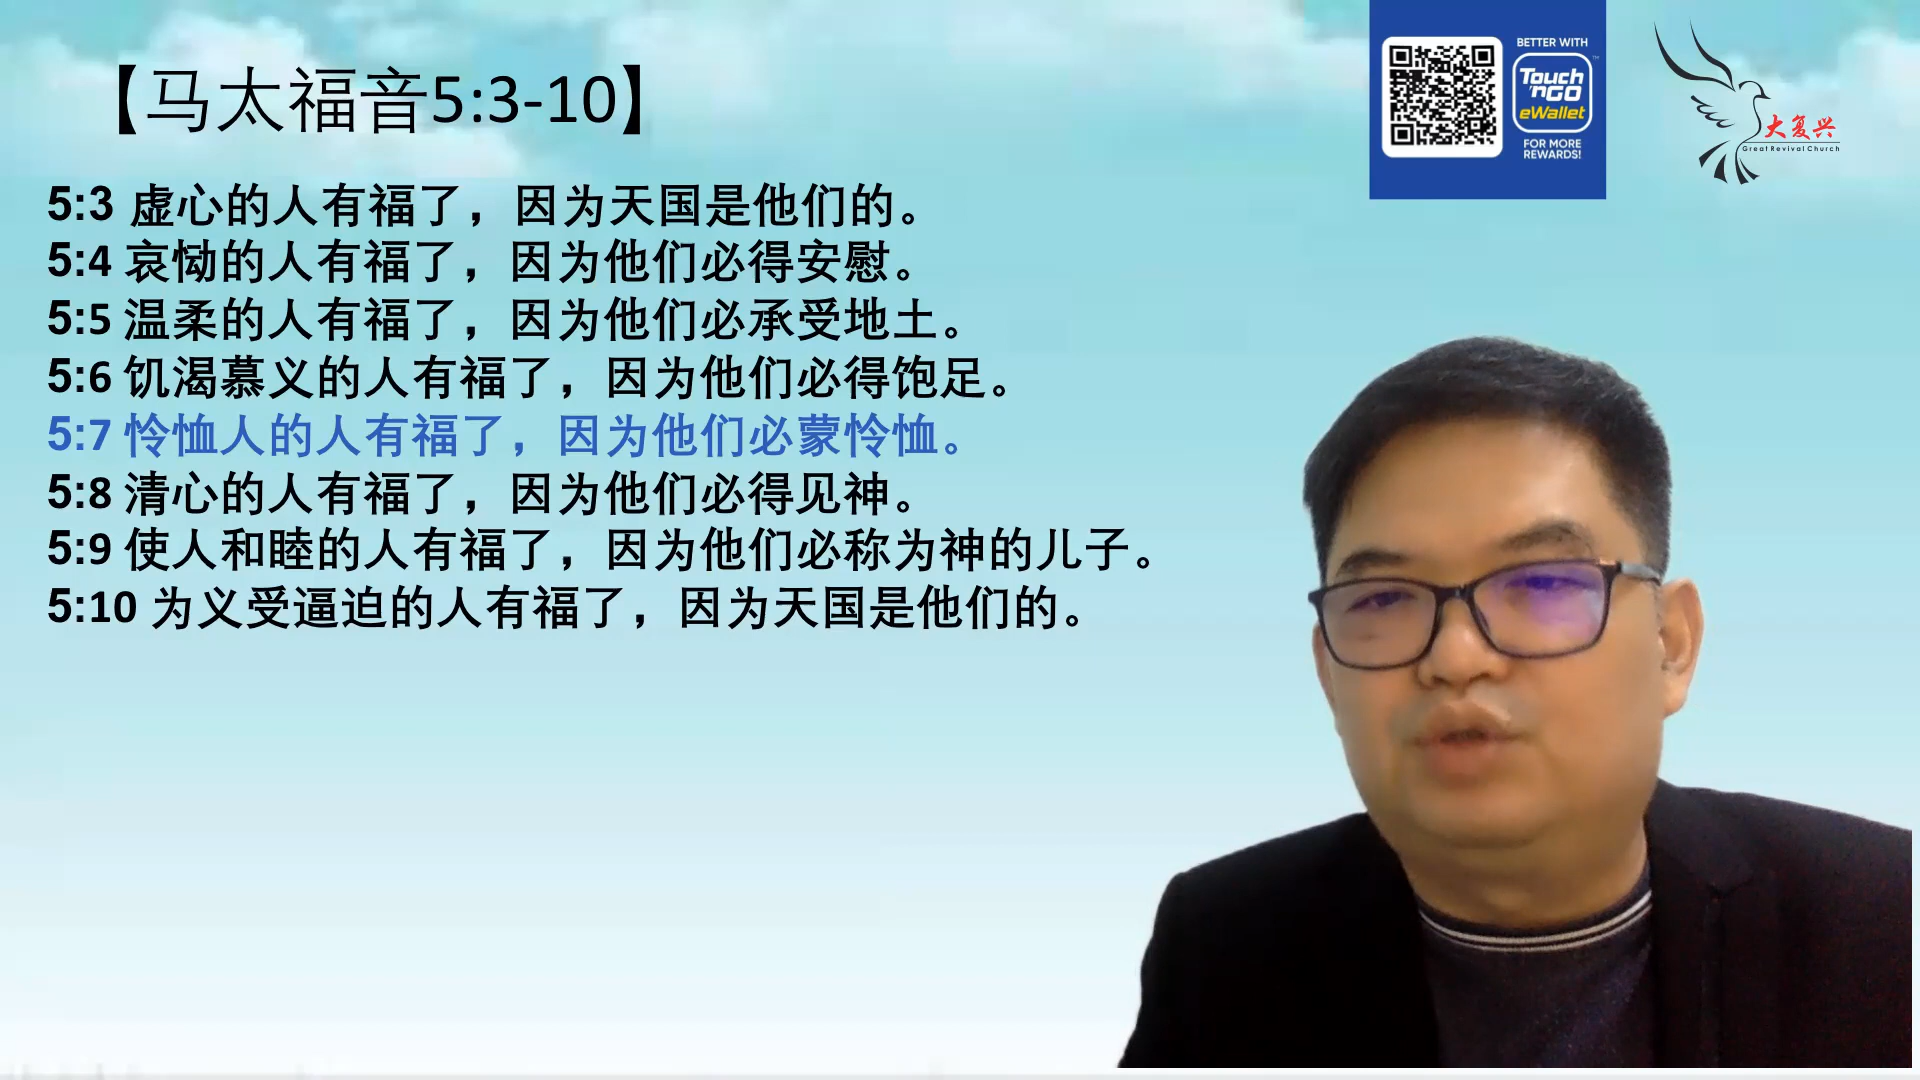 【马太福音5:3-10】
5:3 虚心的人有福了，因为天国是他们的。
5:4 哀恸的人有福了，因为他们必得安慰。
5:5 温柔的人有福了，因为他们必承受地土。
5:6 饥渴慕义的人有福了，因为他们必得饱足。
5:7 怜恤人的人有福了，因为他们必蒙怜恤。
5:8 清心的人有福了，因为他们必得见神。
5:9 使人和睦的人有福了，因为他们必称为神的儿子。
5:10 为义受逼迫的人有福了，因为天国是他们的。
BETTER WITH
Touch
'nGO
eWallet
™
FOR MORE
REWARDS!
大复兴
Great Revival Church